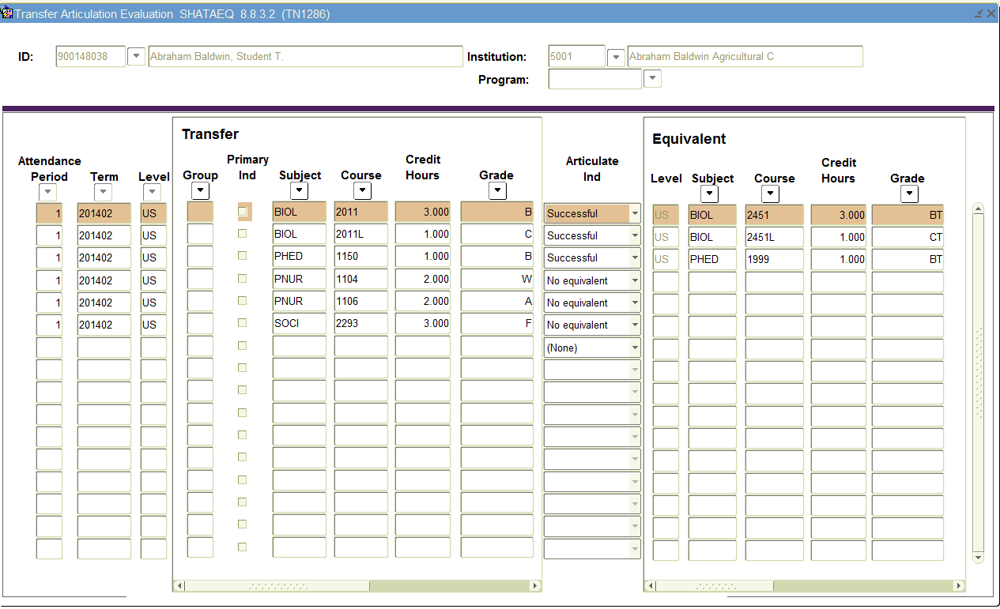 Transfer Articulation Evaluation SHATAEQ 8.8.3.2 (TN1286)
ID: 900148038 Abraham Baldwin, Student T. Institution: 5001 Abraham Baldwin Agricultural C
Program:
Transfer Equivalent
Attendance Period Term Level Group Primary Ind Subject Course Credit Hours Grade Articulate Ind Level Subject Course Credit Hours Grade
1 201402 US BIOL 2011 3.000 B Successful US BIOL 2451 3.000 BT
1 201402 US BIOL 2011L 1.000 C Successful US BIOL 2451L 1.000 CT
1 201402 US PHED 1150 1.000 B Successful US PHED 1999 1.000 BT
1 201402 US PNUR 1104 2.000 W No equivalent
1 201402 US PNUR 1106 2.000 A No equivalent
1 201402 US SOCI 2293 3.000 F No equivalent
(None)